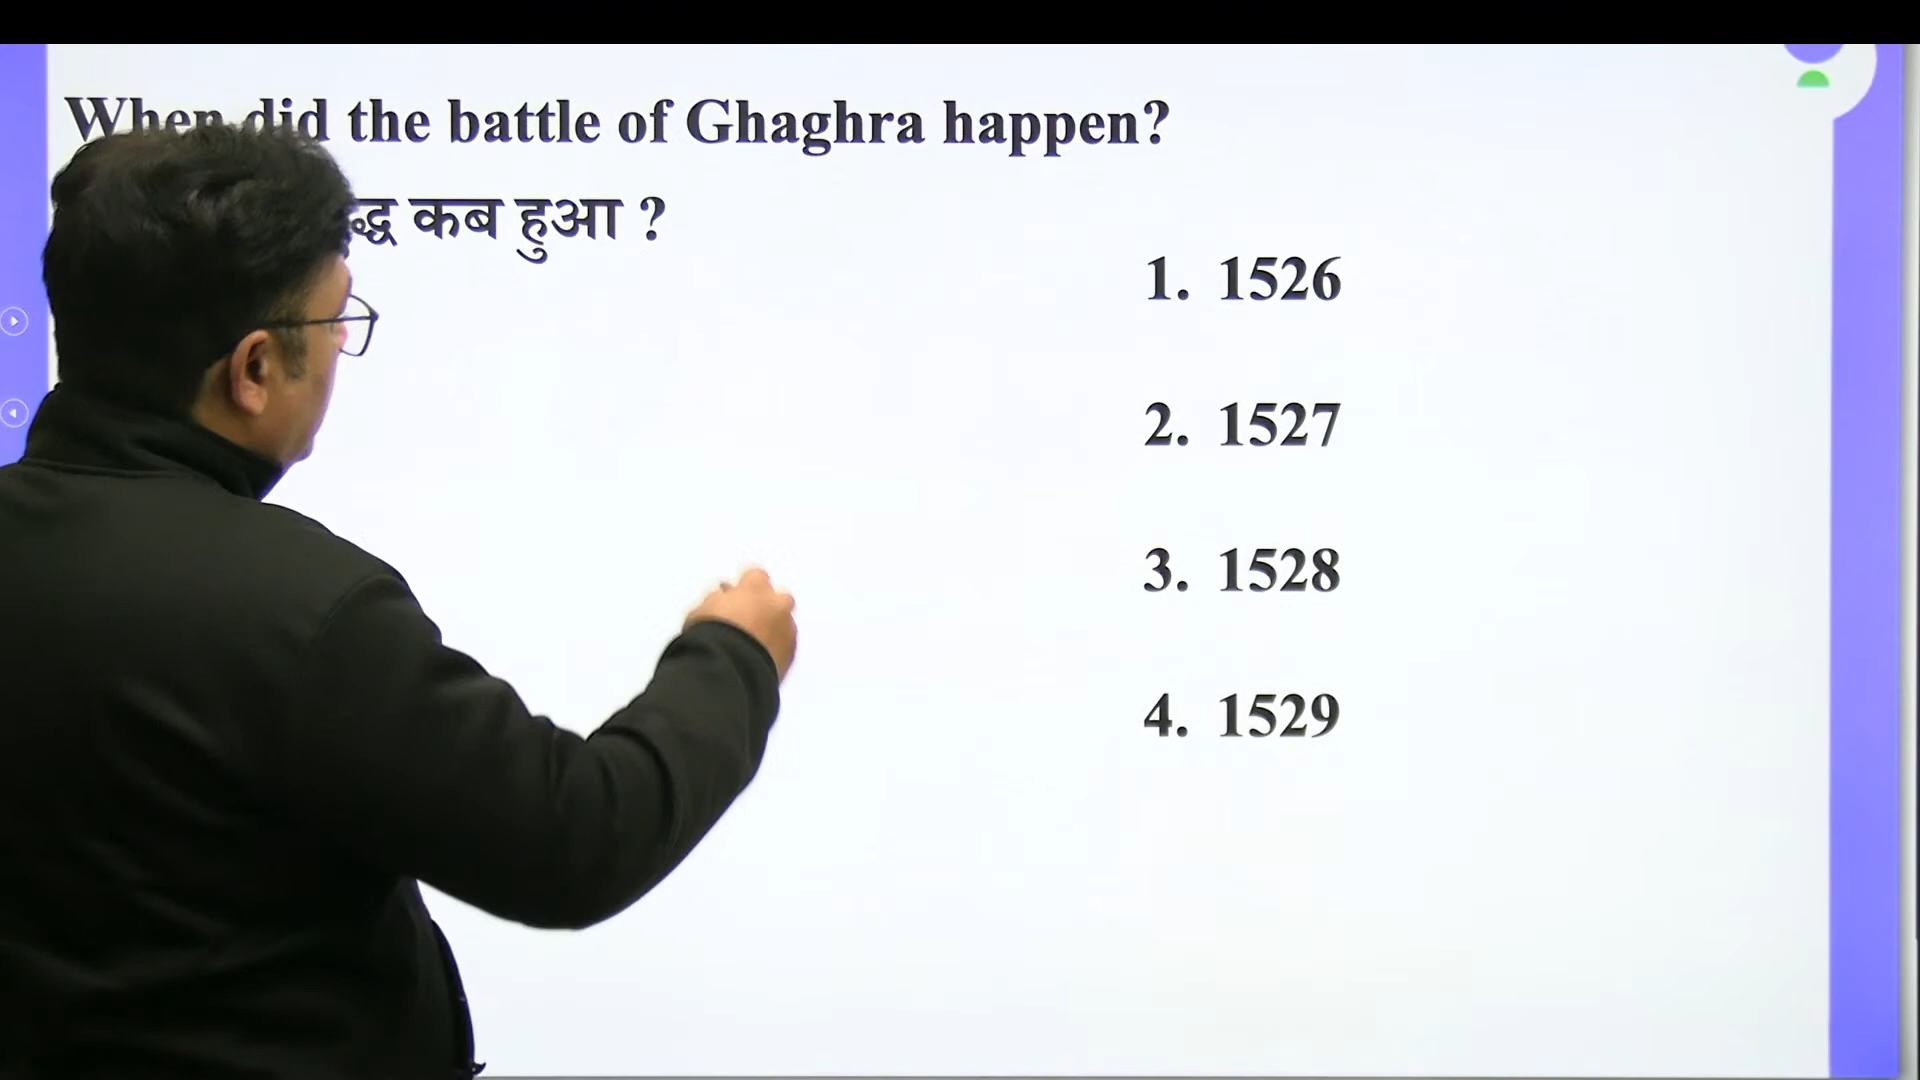 When did the battle of Ghaghra happen?
कब हुआ ?
1. 1526
2. 1527
3. 1528
4. 1529